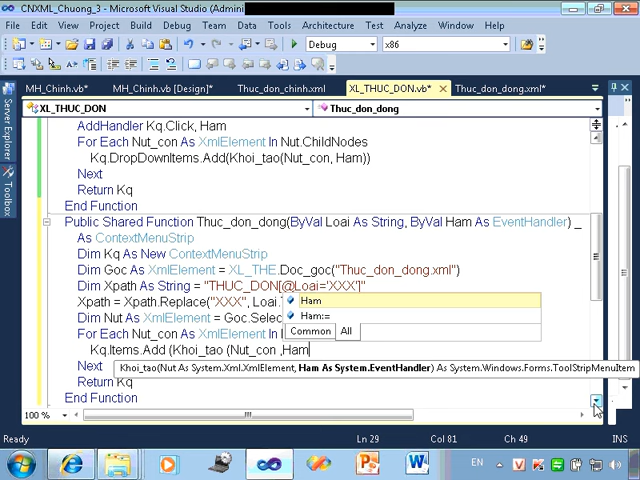 CNXML_Chuong_3 - Microsoft Visual Studio (Admini
File Edit View Project Build Debug Team Data Tools Architecture Test Analyze Window Help
Debug x86
MH_Chinh.vb* MH_Chinh.vb [Design]* Thuc_don_chinh.xml XL_THUC_DON.vb* Thuc_don_dong.xml*
XL_THUC_DON Thuc_don_dong
Server Explorer
Toolbox
AddHandler Kq.Click, Ham
For Each Nut_con As XmlElement In Nut.ChildNodes
Kq.DropDownItems.Add(Khoi_tao(Nut_con, Ham))
Next
Return Kq
End Function
Public Shared Function Thuc_don_dong(ByVal Loai As String, ByVal Ham As EventHandler) _
As ContextMenuStrip
Dim Kq As New ContextMenuStrip
Dim Goc As XmlElement = XL_THE.Doc_goc("Thuc_don_dong.xml")
Dim Xpath As String = "THUC_DON[@Loai='XXX']"
Xpath = Xpath.Replace("XXX", Loai.
Ham
Dim Nut As XmlElement = Goc.Selec
Ham:=
For Each Nut_con As XmlElement In
Common All
Kq.Items.Add (Khoi_tao (Nut_con ,Ham
Next
Khoi_tao(Nut As System.Xml.XmlElement, Ham As System.EventHandler) As System.Windows.Forms.ToolStripMenuItem
Return Kq
End Function
100 %
Ready Ln 29 Col 81 Ch 49 INS
EN